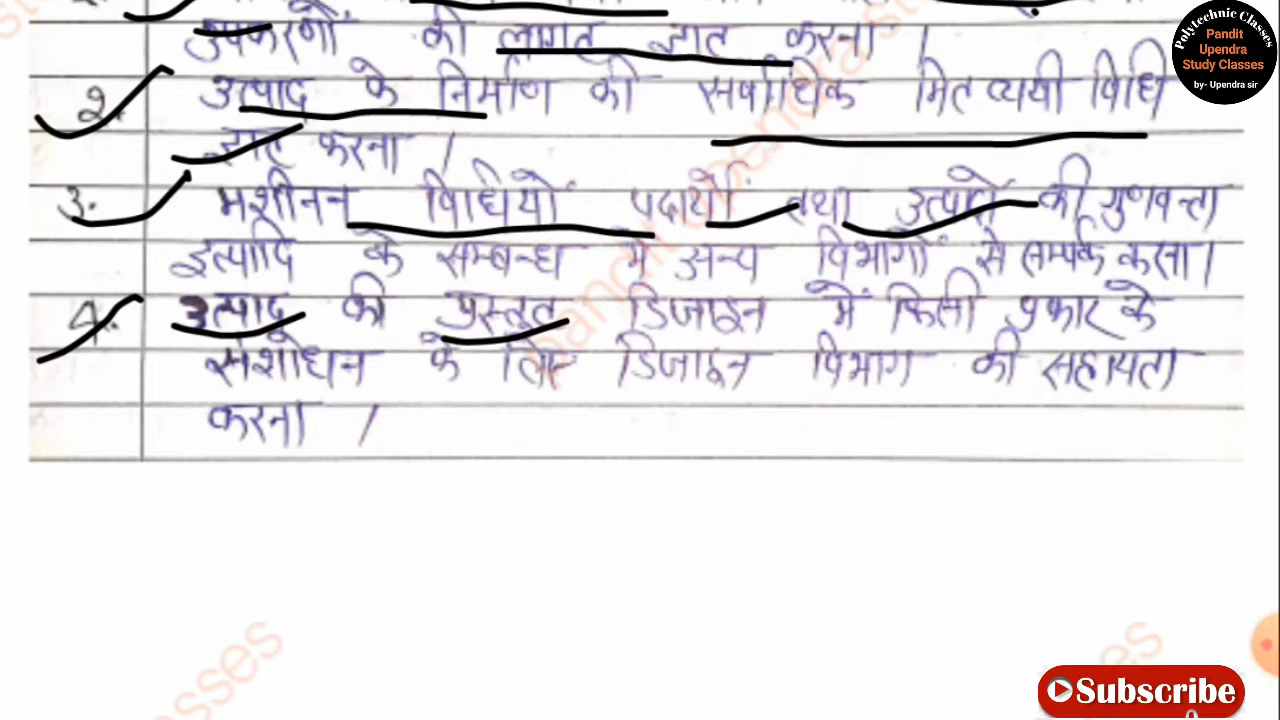 उपकरणों की लागत ज्ञात करना ।
2. उत्पाद के निर्माण की सर्वाधिक मितव्ययी विधि
ज्ञात करना ।
3. मशीनन विधियों पदार्थों तथा उत्पादों की गुणवत्ता
इत्यादि के सम्बन्ध में अन्य विभागों से सम्पर्क करना।
4. उत्पाद की प्रस्तुत डिजाइन में किसी प्रकार के
संशोधन के लिए डिजाइन विभाग की सहायता
करना ।
Polytechnic Classes
Pandit
Upendra
Study Classes
by- Upendra sir
Subscribe